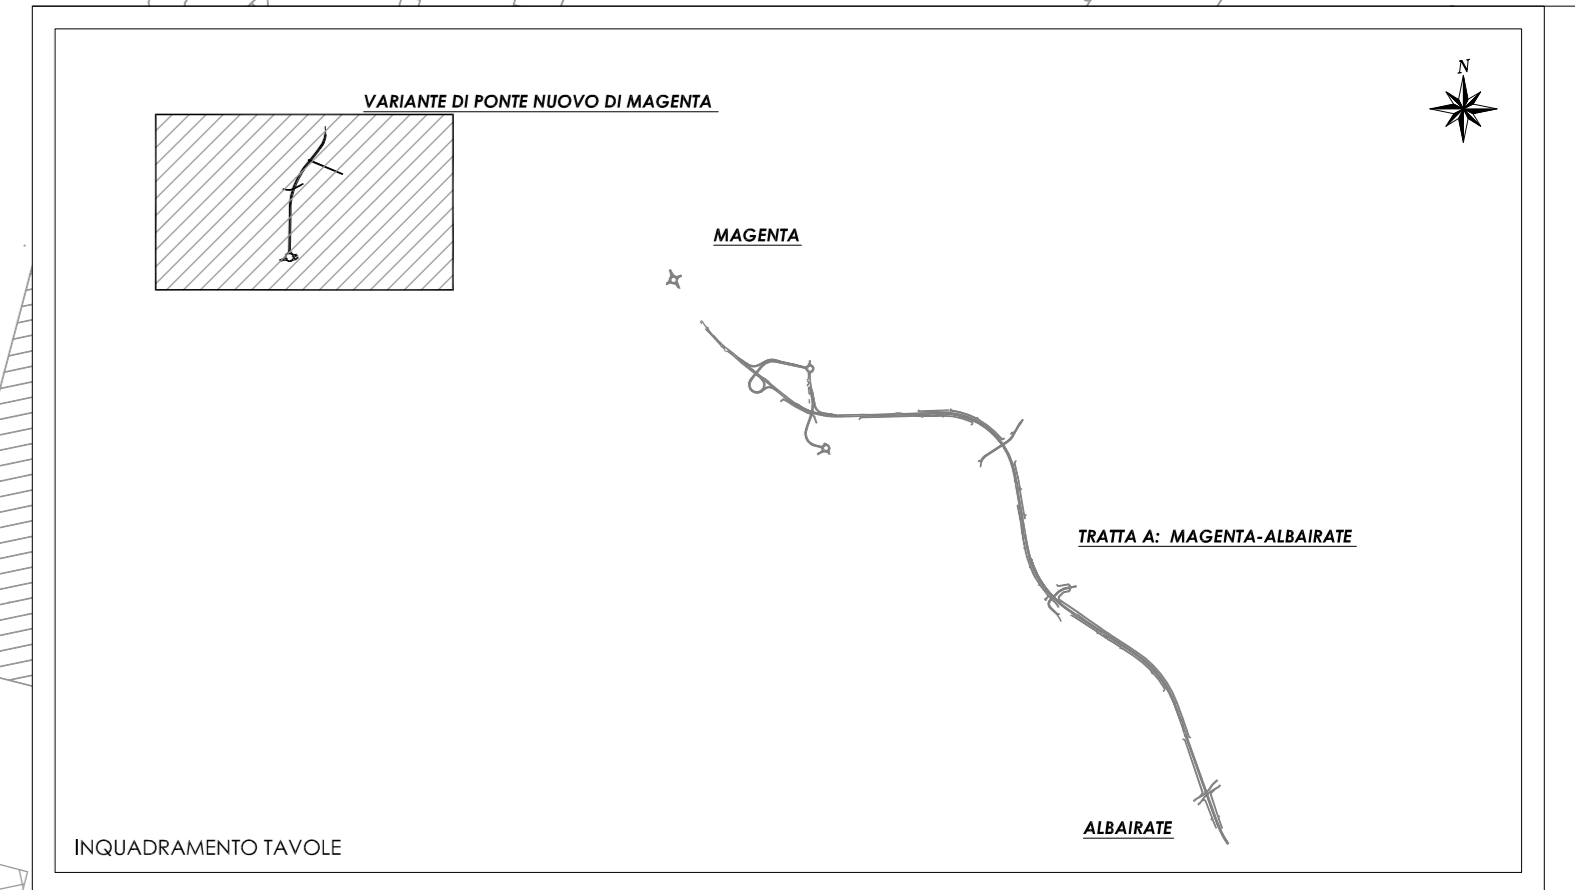 N
VARIANTE DI PONTE NUOVO DI MAGENTA
MAGENTA
TRATTA A: MAGENTA-ALBAIRATE
ALBAIRATE
INQUADRAMENTO TAVOLE